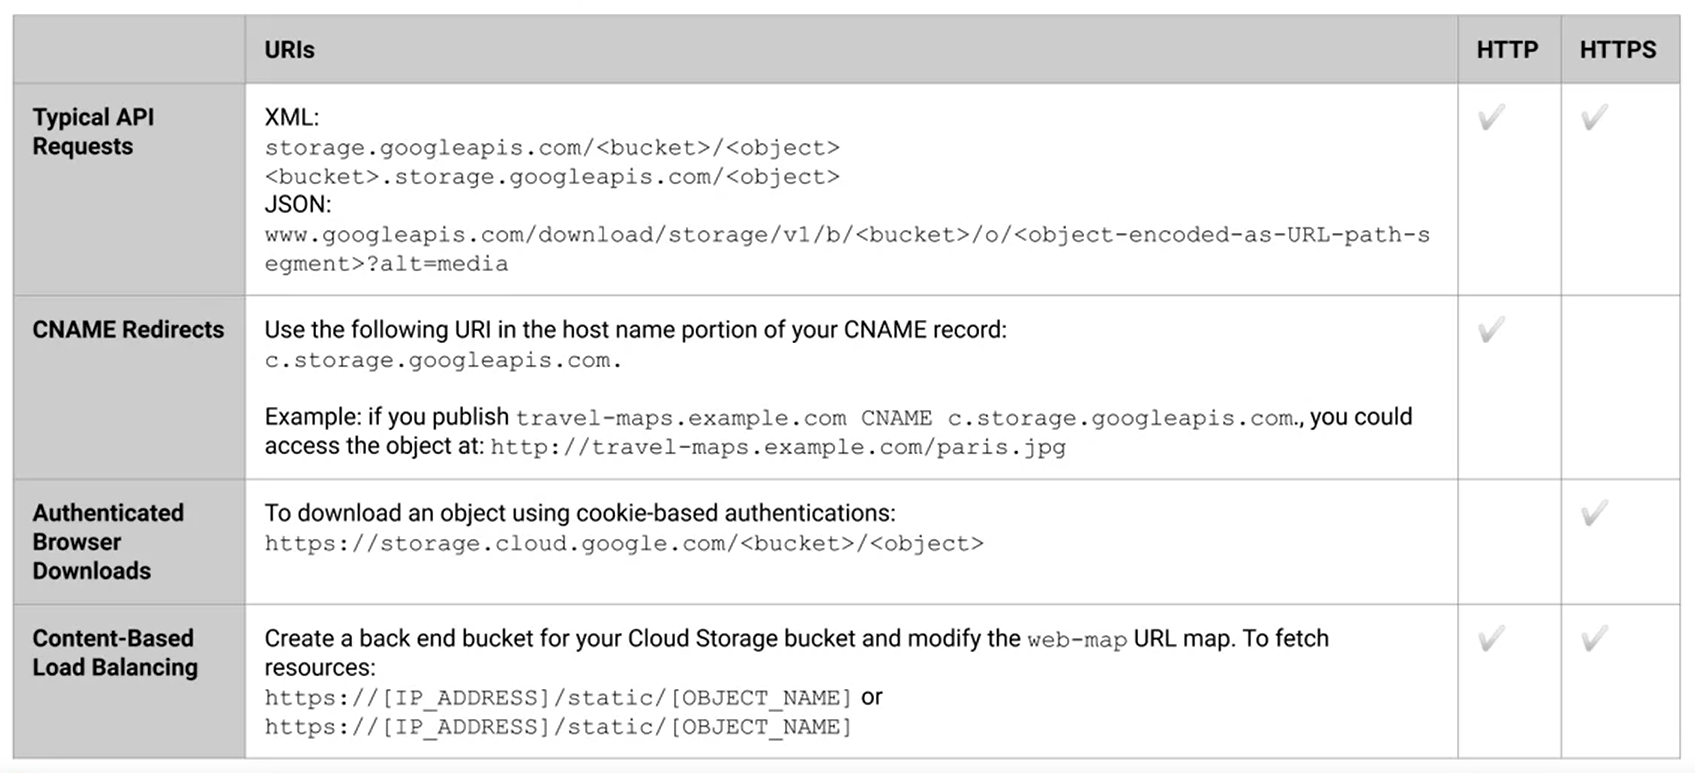 URIs HTTP HTTPS
Typical API
Requests
XML:
storage.googleapis.com/<bucket>/<object>
<bucket>.storage.googleapis.com/<object>
JSON:
www.googleapis.com/download/storage/v1/b/<bucket>/o/<object-encoded-as-URL-path-s
egment>?alt=media
✓ ✓
CNAME Redirects
Use the following URI in the host name portion of your CNAME record:
c.storage.googleapis.com.
Example: if you publish travel-maps.example.com CNAME c.storage.googleapis.com., you could
access the object at: http://travel-maps.example.com/paris.jpg
✓
Authenticated
Browser
Downloads
To download an object using cookie-based authentications:
https://storage.cloud.google.com/<bucket>/<object>
✓
Content-Based
Load Balancing
Create a back end bucket for your Cloud Storage bucket and modify the web-map URL map. To fetch
resources:
https://[IP_ADDRESS]/static/[OBJECT_NAME] or
https://[IP_ADDRESS]/static/[OBJECT_NAME]
✓ ✓